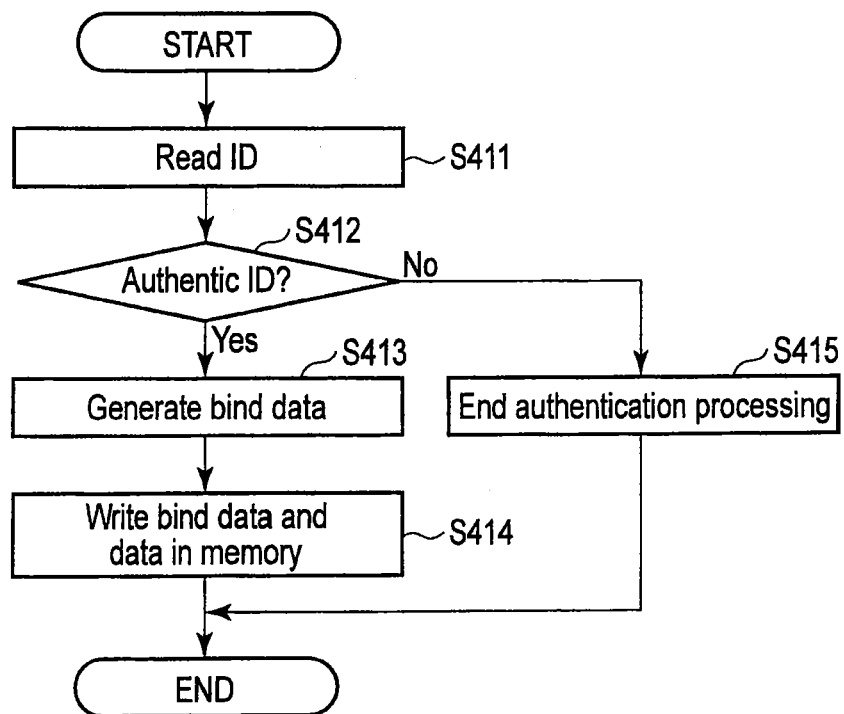 START
Read ID
S411
S412
Authentic ID?
No
Yes
S413
S415
Generate bind data
End authentication processing
Write bind data and
data in memory
S414
END